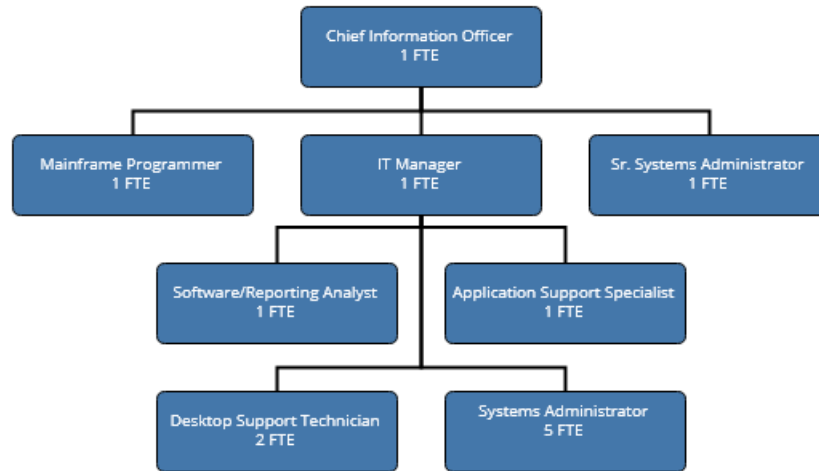 Chief Information Officer
1 FTE
Mainframe Programmer
1 FTE
IT Manager
1 FTE
Sr. Systems Administrator
1 FTE
Software/Reporting Analyst
1 FTE
Application Support Specialist
1 FTE
Desktop Support Technician
2 FTE
Systems Administrator
5 FTE